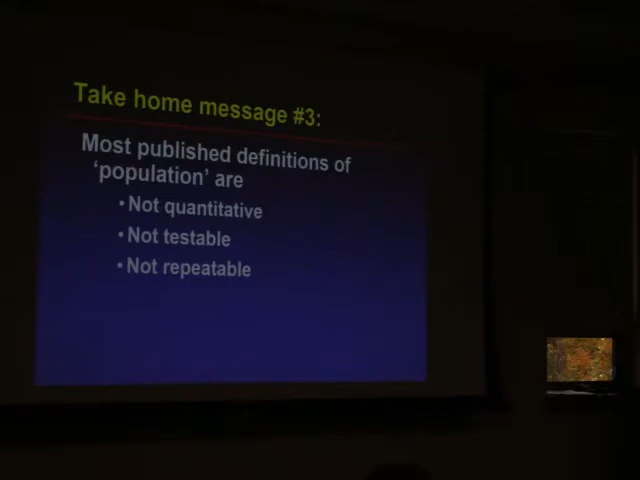 Take home message #3:
Most published definitions of
‘population’ are
• Not quantitative
• Not testable
• Not repeatable